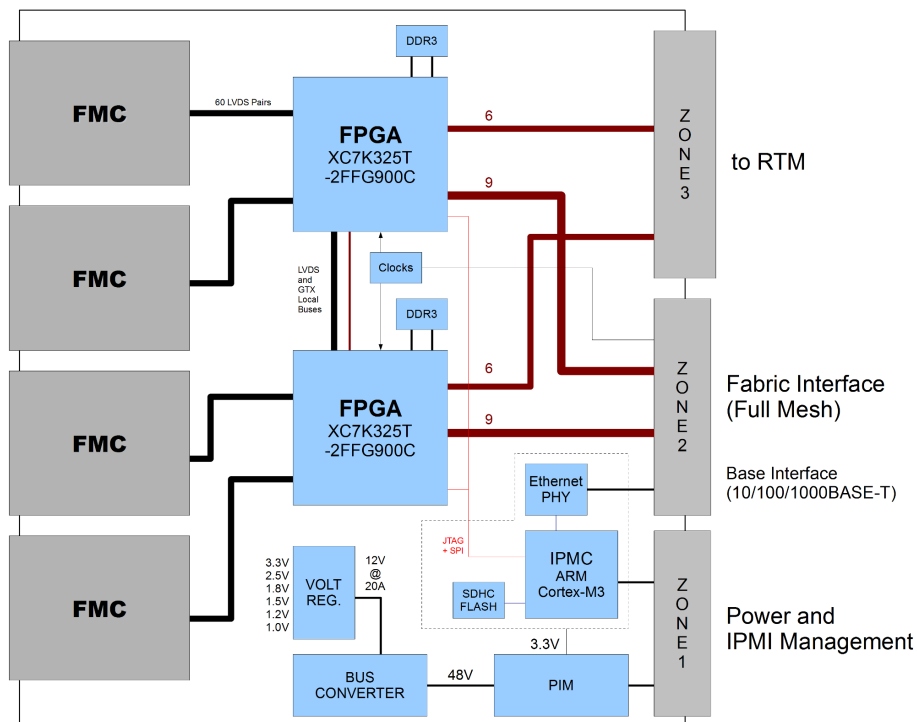 DDR3
FMC
60 LVDS Pairs
FPGA
XC7K325T
-2FFG900C
6
9
ZONE3
to RTM
FMC
LVDS
and
GTX
Local
Buses
Clocks
DDR3
FMC
FPGA
XC7K325T
-2FFG900C
6
9
ZONE2
Fabric Interface
(Full Mesh)
Base Interface
(10/100/1000BASE-T)
Ethernet
PHY
JTAG
+ SPI
IPMC
ARM
Cortex-M3
SDHC
FLASH
FMC
3.3V
2.5V
1.8V
1.5V
1.2V
1.0V
VOLT
REG.
12V
@
20A
ZONE1
Power and
IPMI Management
3.3V
BUS
CONVERTER
48V
PIM